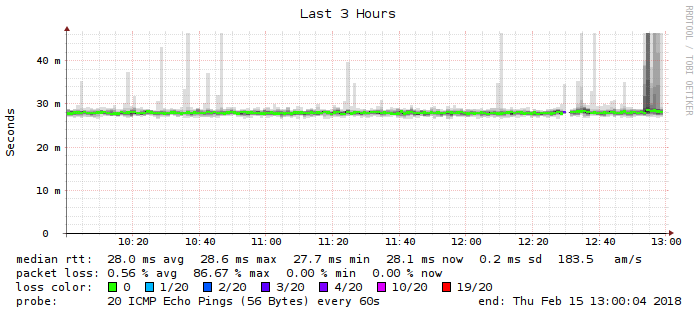 Last 3 Hours
RRDTOOL / TOBI OETIKER
Seconds
40 m
30 m
20 m
10 m
0
10:20 10:40 11:00 11:20 11:40 12:00 12:20 12:40 13:00
median rtt: 28.0 ms avg 28.6 ms max 27.7 ms min 28.1 ms now 0.2 ms sd 183.5 am/s
packet loss: 0.56 % avg 86.67 % max 0.00 % min 0.00 % now
loss color: 0 1/20 2/20 3/20 4/20 10/20 19/20
probe: 20 ICMP Echo Pings (56 Bytes) every 60s end: Thu Feb 15 13:00:04 2018